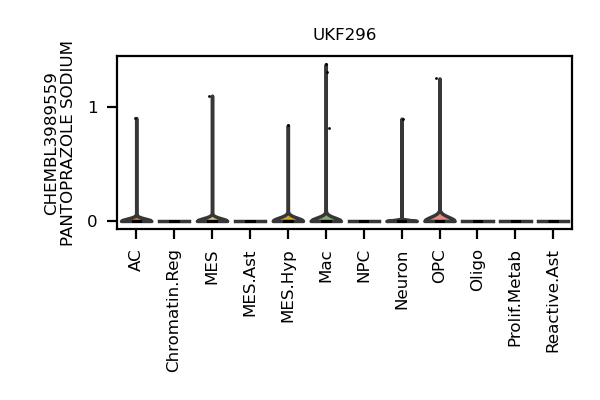 UKF296
CHEMBL3989559
PANTOPRAZOLE SODIUM
1
0
AC
Chromatin.Reg
MES
MES.Ast
MES.Hyp
Mac
NPC
Neuron
OPC
Oligo
Prolif.Metab
Reactive.Ast